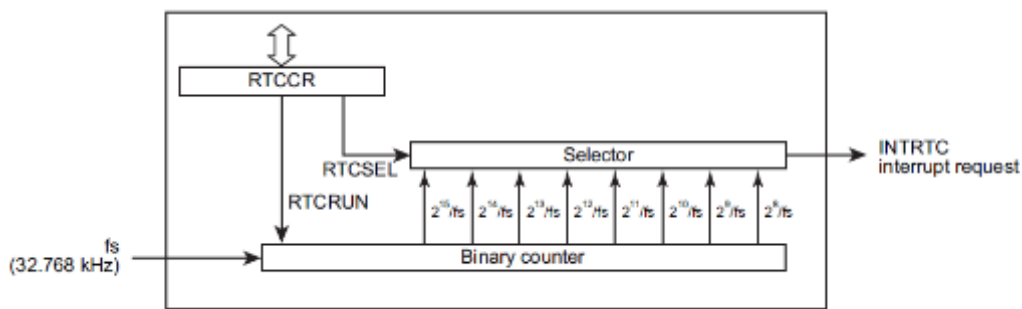 RTCCR
RTCSEL
RTCRUN
Selector
INTRTC
interrupt request
2^15/fs 2^14/fs 2^13/fs 2^12/fs 2^11/fs 2^10/fs 2^9/fs 2^8/fs
fs
(32.768 kHz)
Binary counter